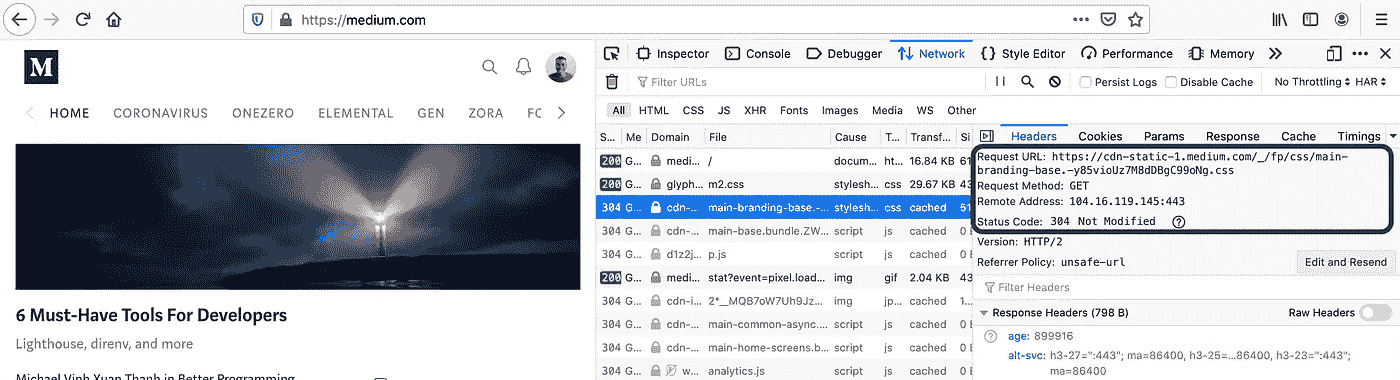 https://medium.com
M
HOME CORONAVIRUS ONEZERO ELEMENTAL GEN ZORA FC
6 Must-Have Tools For Developers
Lighthouse, direnv, and more
Michael Vinh Xuan Thanh in Better Programming
Inspector Console Debugger Network Style Editor Performance Memory
Filter URLs Persist Logs Disable Cache No Throttling HAR
All HTML CSS JS XHR Fonts Images Media WS Other
S... Me Domain File Cause T... Transf... Si
200 G... medi... / docum... ht... 16.84 KB 61
200 G... glyph... m2.css stylesh... css 29.67 KB 43
304 G... cdn-... main-branding-base.-... stylesh... css cached 51
304 G... cdn-... main-base.bundle.ZW... script js cached 0 B
304 G... d1z2j... p.js script js cached 0 B
200 G... medi... stat?event=pixel.load... img gif 2.04 KB 43
304 G... cdn-i... 2*__MQB7oW7Uh9Jz... img jp... cached 1...
304 G... cdn-... main-common-async.... script js cached 0 B
304 G... cdn-... main-home-screens.b... script js cached 0 B
304 G... w... analytics.js script js cached 0 B
Headers Cookies Params Response Cache Timings
Request URL: https://cdn-static-1.medium.com/_/fp/css/main-
branding-base.-y85vioUz7M8dDBgC99oNg.css
Request Method: GET
Remote Address: 104.16.119.145:443
Status Code: 304 Not Modified ?
Version: HTTP/2
Referrer Policy: unsafe-url Edit and Resend
Filter Headers
Response Headers (798 B) Raw Headers
? age: 899916
alt-svc: h3-27=":443"; ma=86400, h3-25=...86400, h3-23=":443";
ma=86400